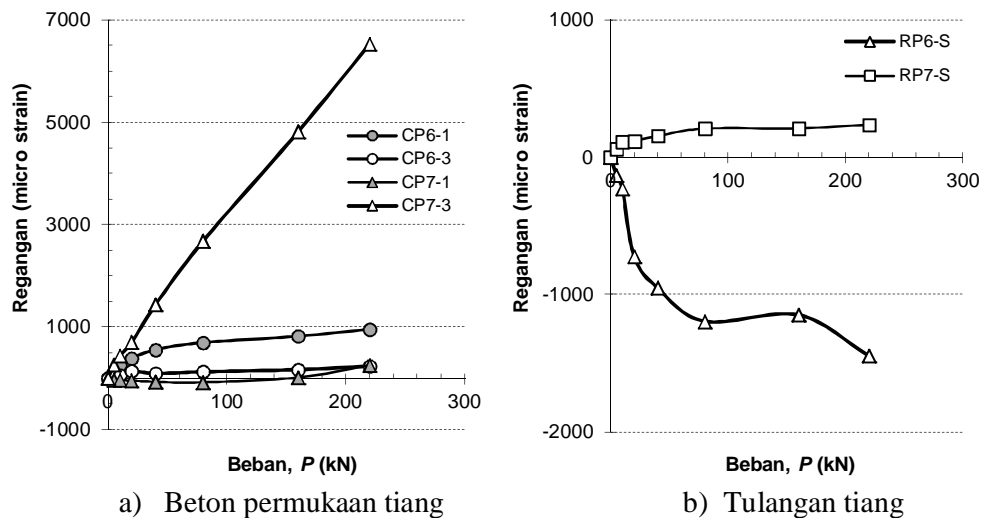 7000
5000
3000
1000
-1000
0
100
200
300
Regangan (micro strain)
Beban, P (kN)
CP6-1
CP6-3
CP7-1
CP7-3
a) Beton permukaan tiang
1000
0
-1000
-2000
0
100
200
300
Regangan (micro strain)
Beban, P (kN)
RP6-S
RP7-S
b) Tulangan tiang